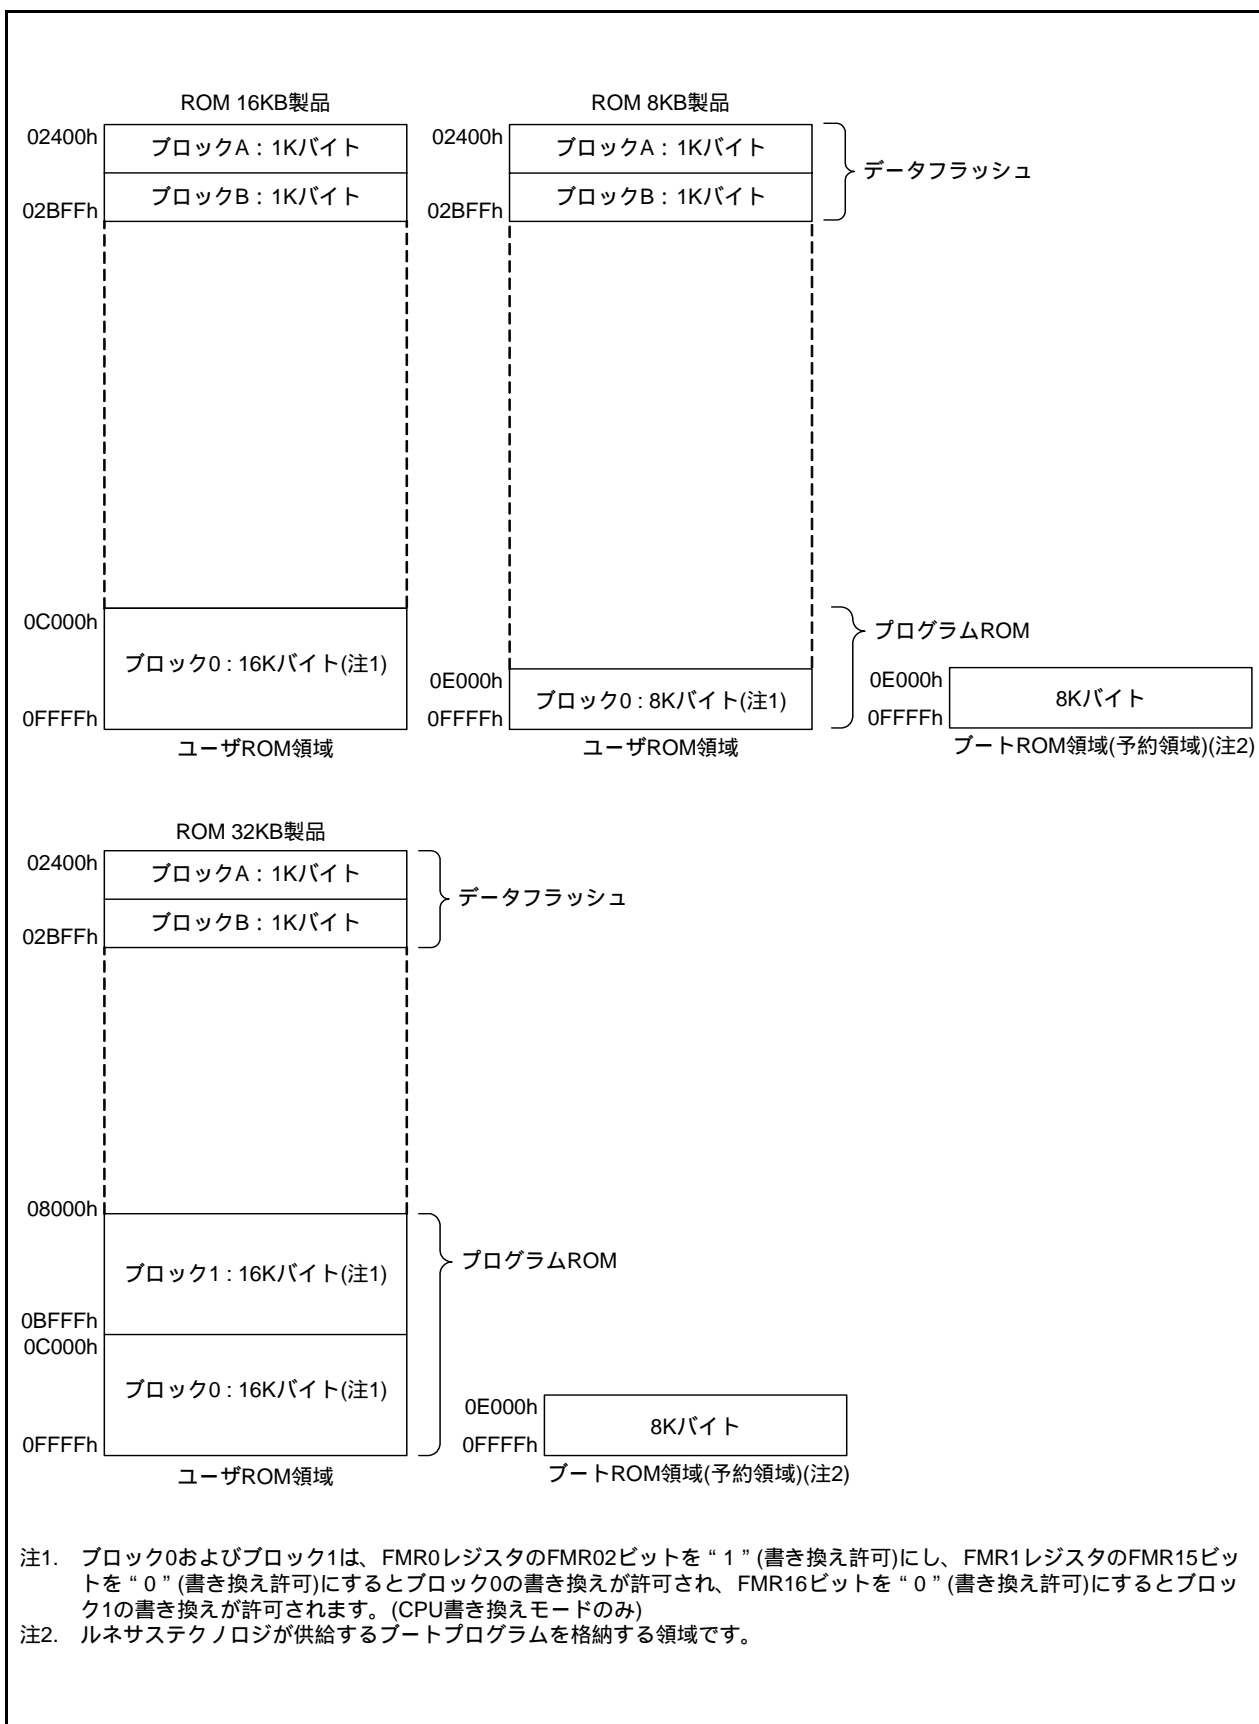 ROM 16KB製品
02400h
ブロックA : 1Kバイト
ブロックB : 1Kバイト
02BFFh
0C000h
ブロック0 : 16Kバイト(注1)
0FFFFh
ユーザROM領域
ROM 8KB製品
02400h
ブロックA : 1Kバイト
ブロックB : 1Kバイト
02BFFh
データフラッシュ
0E000h
ブロック0 : 8Kバイト(注1)
0FFFFh
ユーザROM領域
プログラムROM
0E000h
8Kバイト
0FFFFh
ブートROM領域(予約領域)(注2)
ROM 32KB製品
02400h
ブロックA : 1Kバイト
ブロックB : 1Kバイト
02BFFh
データフラッシュ
08000h
ブロック1 : 16Kバイト(注1)
0BFFFh
0C000h
ブロック0 : 16Kバイト(注1)
0FFFFh
ユーザROM領域
プログラムROM
0E000h
8Kバイト
0FFFFh
ブートROM領域(予約領域)(注2)
注1. ブロック0およびブロック1は、FMR0レジスタのFMR02ビットを“1”(書き換え許可)にし、FMR1レジスタのFMR15ビッ
トを“0”(書き換え許可)にするとブロック0の書き換えが許可され、FMR16ビットを“0”(書き換え許可)にするとブロッ
ク1の書き換えが許可されます。(CPU書き換えモードのみ)
注2. ルネサステクノロジが供給するブートプログラムを格納する領域です。